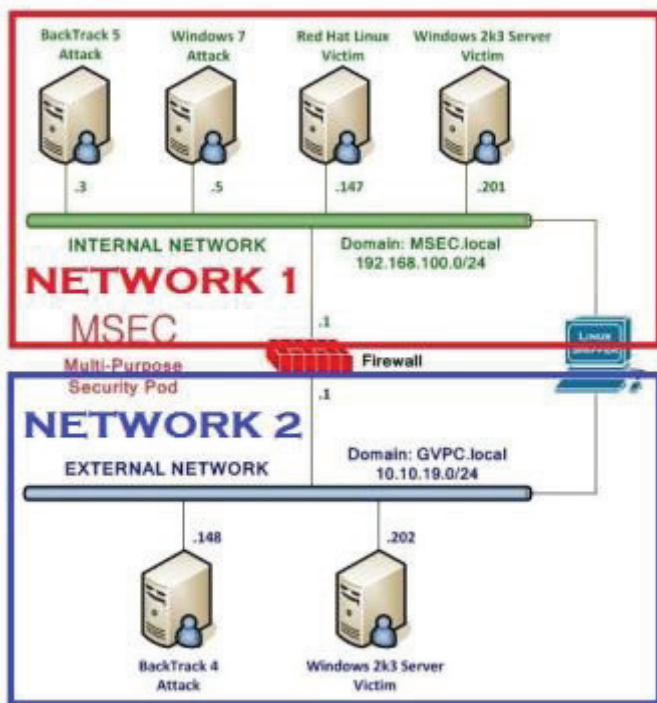 BackTrack 5 Attack
Windows 7 Attack
Red Hat Linux Victim
Windows 2k3 Server Victim
.3
.5
.147
.201
INTERNAL NETWORK
Domain: MSEC.local
192.168.100.0/24
NETWORK 1
MSEC
Multi-Purpose
Security Pod
.1
Firewall
LINUX
.1
NETWORK 2
EXTERNAL NETWORK
Domain: GVPC.local
10.10.19.0/24
.148
.202
BackTrack 4
Attack
Windows 2k3 Server
Victim